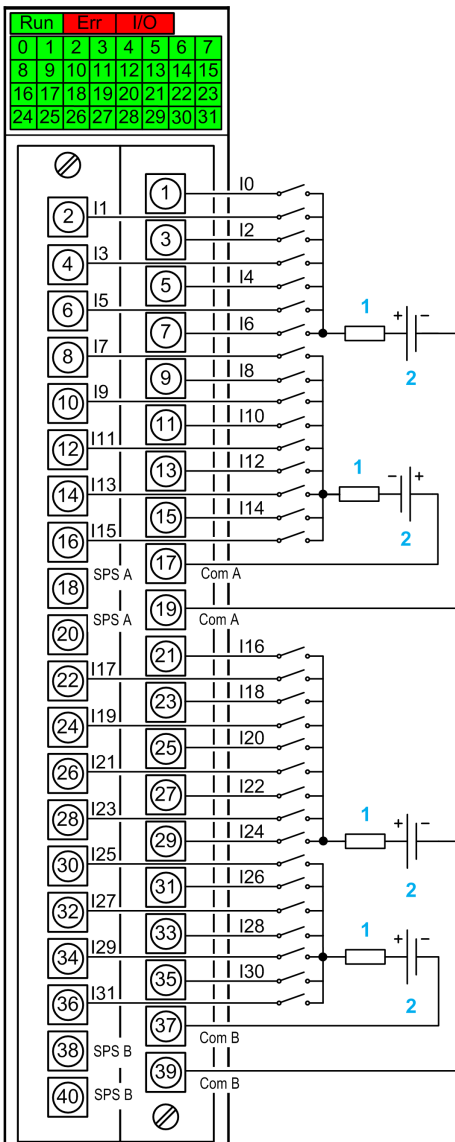 Run Err I/O
0 1 2 3 4 5 6 7
8 9 10 11 12 13 14 15
16 17 18 19 20 21 22 23
24 25 26 27 28 29 30 31
1 I0
2 I1
3 I2
4 I3
5 I4
6 I5
7 I6
1
+ −
2
8 I7
9 I8
10 I9
11 I10
12 I11
13 I12
14 I13
15 I14
1
− +
2
16 I15
17 Com A
18 SPS A
19 Com A
20 SPS A
21 I16
22 I17
23 I18
24 I19
25 I20
26 I21
27 I22
28 I23
29 I24
1
+ −
2
30 I25
31 I26
32 I27
33 I28
34 I29
35 I30
1
+ −
2
36 I31
37 Com B
38 SPS B
39 Com B
40 SPS B